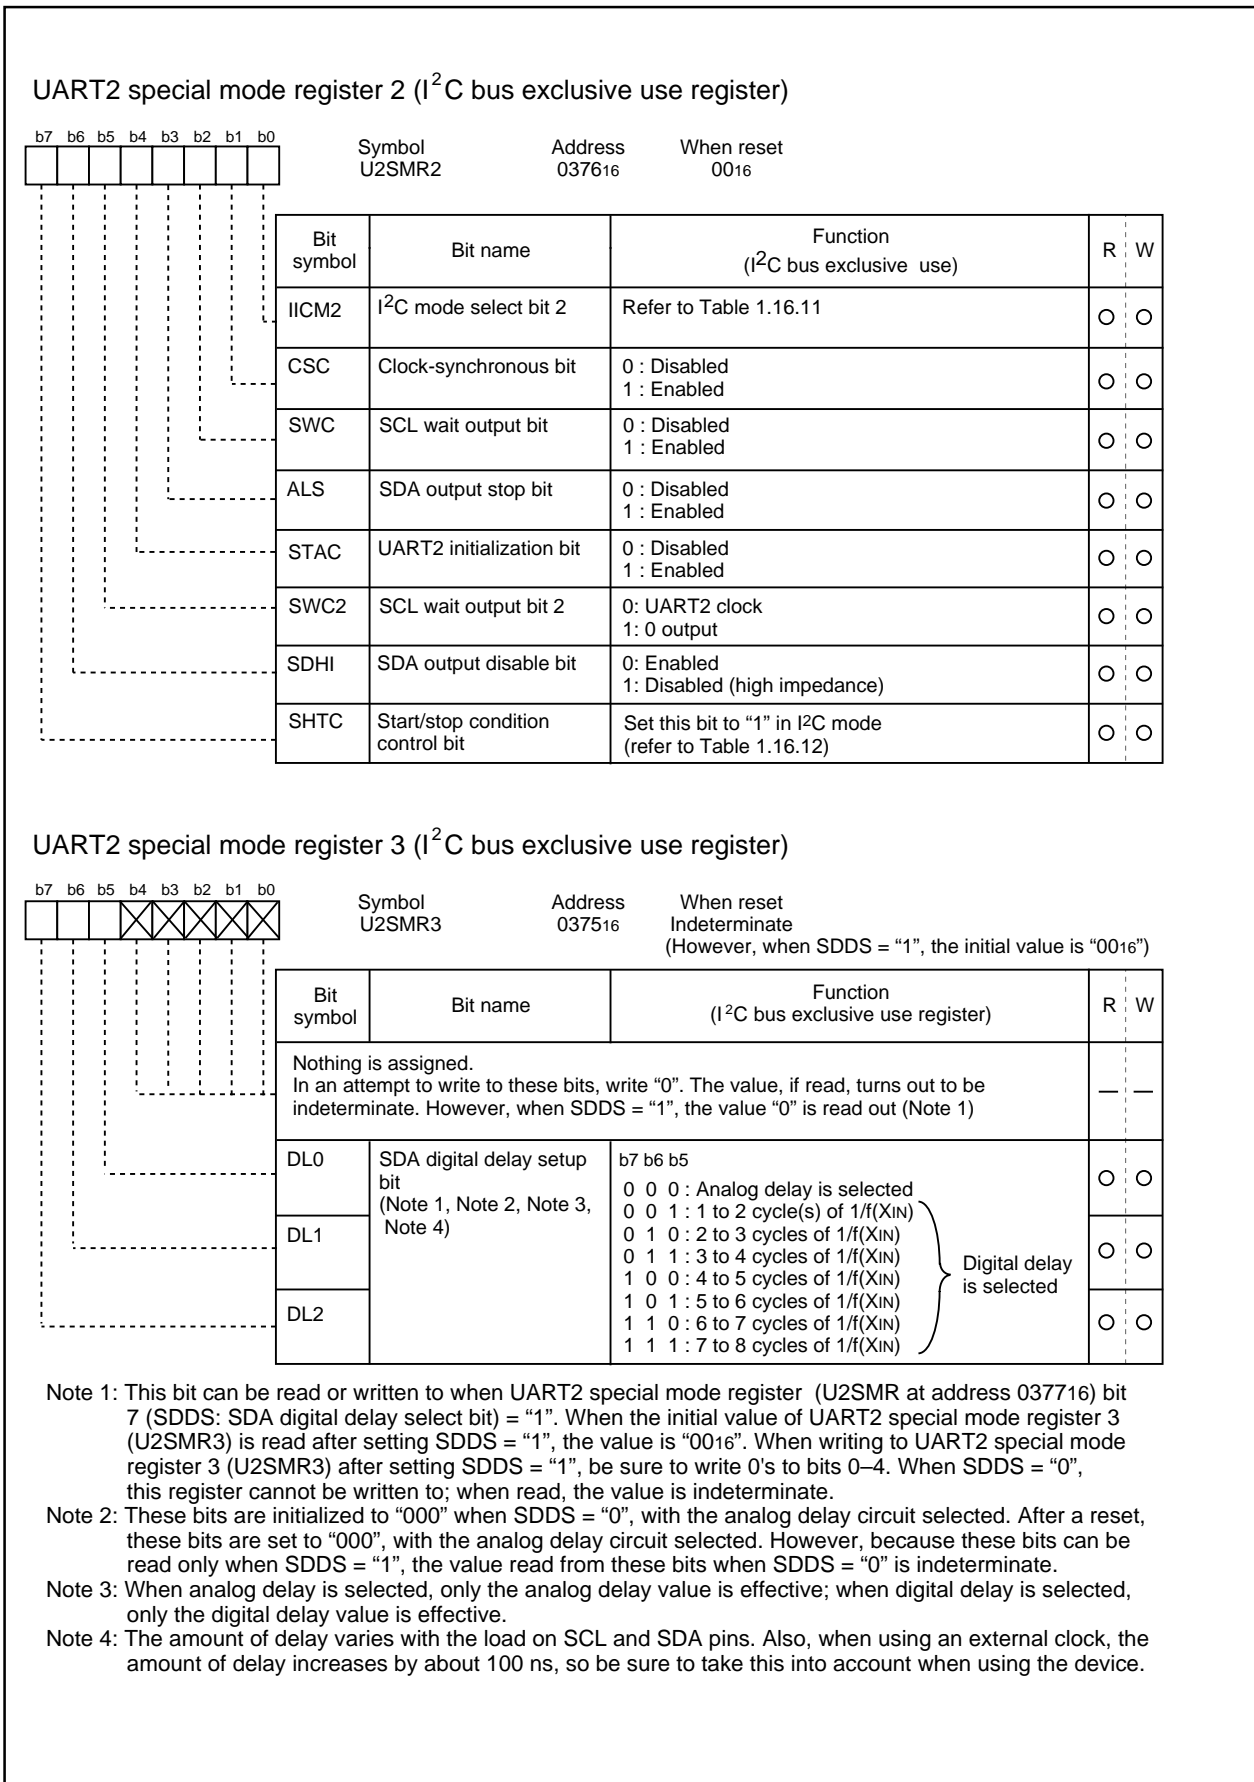 UART2 special mode register 2 (I2C bus exclusive use register)
b7 b6 b5 b4 b3 b2 b1 b0
Symbol Address When reset
U2SMR2 037616 0016
Bit symbol Bit name Function (I2C bus exclusive use) R W
IICM2 I2C mode select bit 2 Refer to Table 1.16.11
CSC Clock-synchronous bit 0 : Disabled
1 : Enabled
SWC SCL wait output bit 0 : Disabled
1 : Enabled
ALS SDA output stop bit 0 : Disabled
1 : Enabled
STAC UART2 initialization bit 0 : Disabled
1 : Enabled
SWC2 SCL wait output bit 2 0: UART2 clock
1: 0 output
SDHI SDA output disable bit 0: Enabled
1: Disabled (high impedance)
SHTC Start/stop condition Set this bit to “1” in I2C mode
control bit (refer to Table 1.16.12)
UART2 special mode register 3 (I2C bus exclusive use register)
b7 b6 b5 b4 b3 b2 b1 b0
Symbol Address When reset
U2SMR3 037516 Indeterminate
(However, when SDDS = “1”, the initial value is “0016”)
Bit symbol Bit name Function (I2C bus exclusive use register) R W
Nothing is assigned.
In an attempt to write to these bits, write “0”. The value, if read, turns out to be
indeterminate. However, when SDDS = “1”, the value “0” is read out (Note 1)
DL0 SDA digital delay setup
bit
(Note 1, Note 2, Note 3,
Note 4)
DL1
DL2
b7 b6 b5
0 0 0 : Analog delay is selected
0 0 1 : 1 to 2 cycle(s) of 1/f(XIN)
0 1 0 : 2 to 3 cycles of 1/f(XIN)
0 1 1 : 3 to 4 cycles of 1/f(XIN)
1 0 0 : 4 to 5 cycles of 1/f(XIN)
1 0 1 : 5 to 6 cycles of 1/f(XIN)
1 1 0 : 6 to 7 cycles of 1/f(XIN)
1 1 1 : 7 to 8 cycles of 1/f(XIN)
Digital delay
is selected
Note 1: This bit can be read or written to when UART2 special mode register (U2SMR at address 037716) bit
7 (SDDS: SDA digital delay select bit) = “1”. When the initial value of UART2 special mode register 3
(U2SMR3) is read after setting SDDS = “1”, the value is “0016”. When writing to UART2 special mode
register 3 (U2SMR3) after setting SDDS = “1”, be sure to write 0's to bits 0–4. When SDDS = “0”,
this register cannot be written to; when read, the value is indeterminate.
Note 2: These bits are initialized to “000” when SDDS = “0”, with the analog delay circuit selected. After a reset,
these bits are set to “000”, with the analog delay circuit selected. However, because these bits can be
read only when SDDS = “1”, the value read from these bits when SDDS = “0” is indeterminate.
Note 3: When analog delay is selected, only the analog delay value is effective; when digital delay is selected,
only the digital delay value is effective.
Note 4: The amount of delay varies with the load on SCL and SDA pins. Also, when using an external clock, the
amount of delay increases by about 100 ns, so be sure to take this into account when using the device.